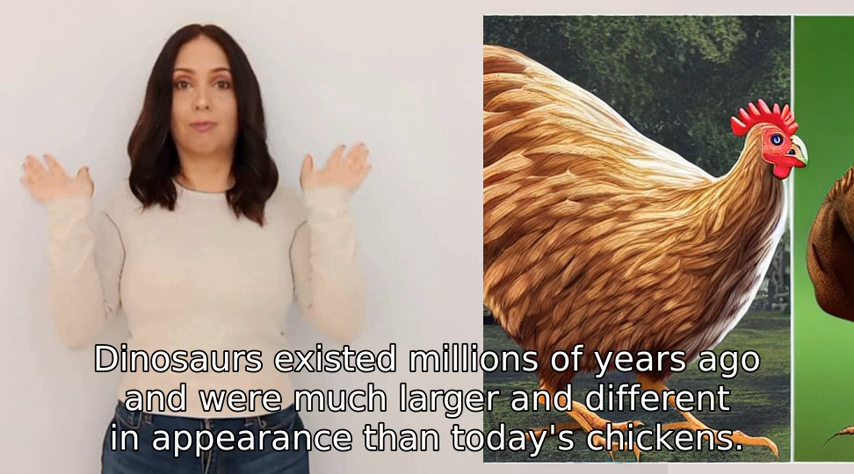 Dinosaurs existed millions of years ago
and were much larger and different
in appearance than today's chickens.